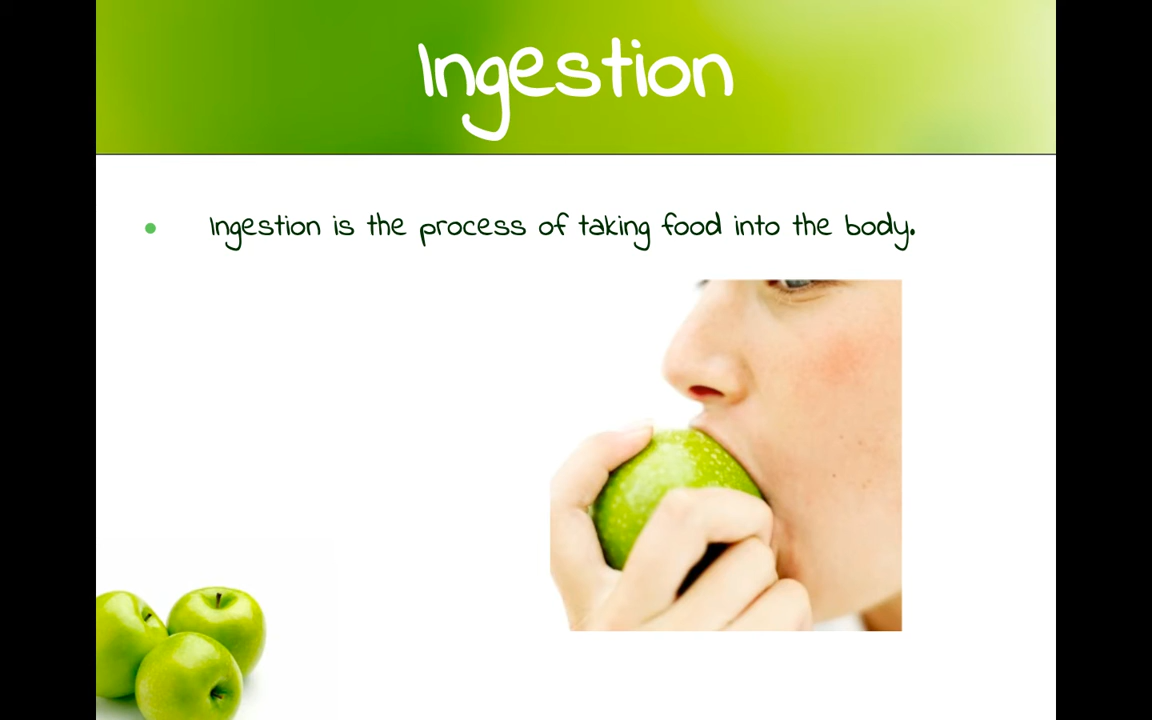 Ingestion
Ingestion is the process of taking food into the body.